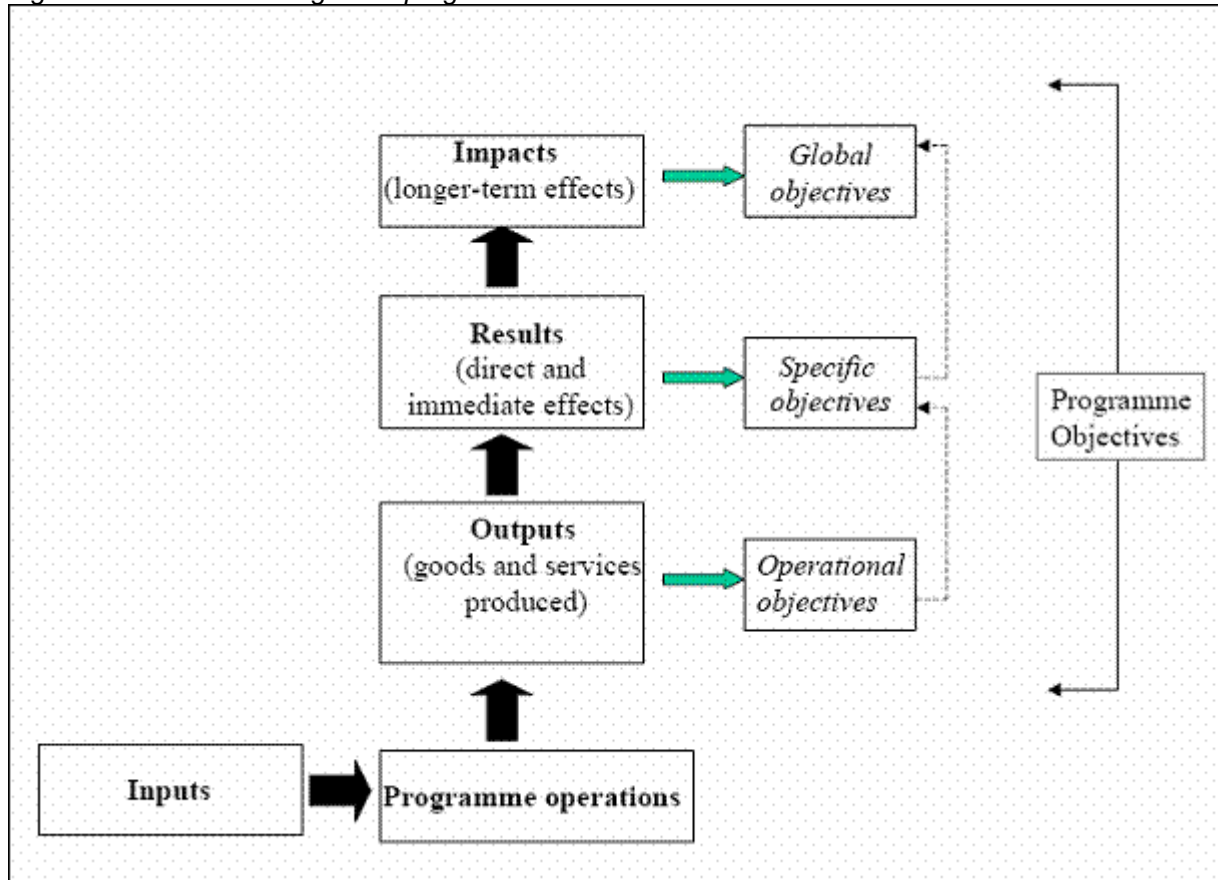 Impacts
(longer-term effects)
Global
objectives
Results
(direct and
immediate effects)
Specific
objectives
Programme
Objectives
Outputs
(goods and services
produced)
Operational
objectives
Inputs
Programme operations